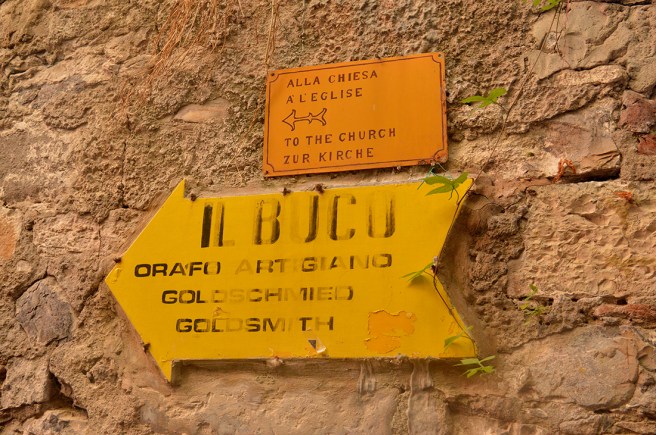 ALLA CHIESA
A L'EGLISE
TO THE CHURCH
ZUR KIRCHE
IL BUCO
ORAFO ARTIGIANO
GOLDSCHMIED
GOLDSMITH